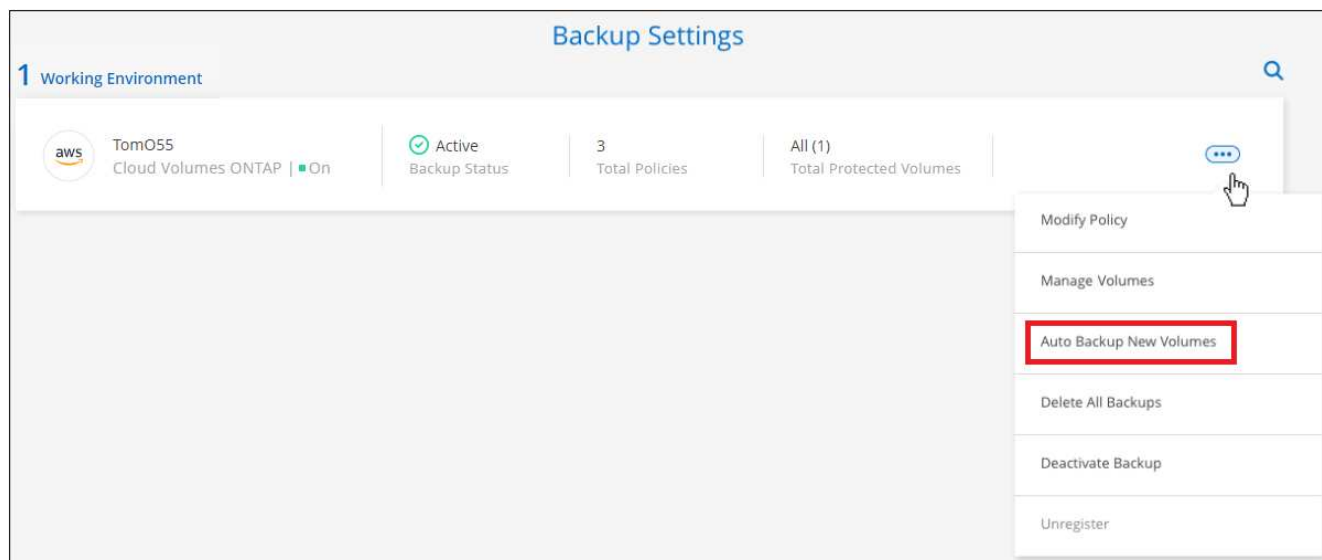 Backup Settings
1 Working Environment
aws
TomO55
Cloud Volumes ONTAP | On
Active
Backup Status
3
Total Policies
All (1)
Total Protected Volumes
Modify Policy
Manage Volumes
Auto Backup New Volumes
Delete All Backups
Deactivate Backup
Unregister